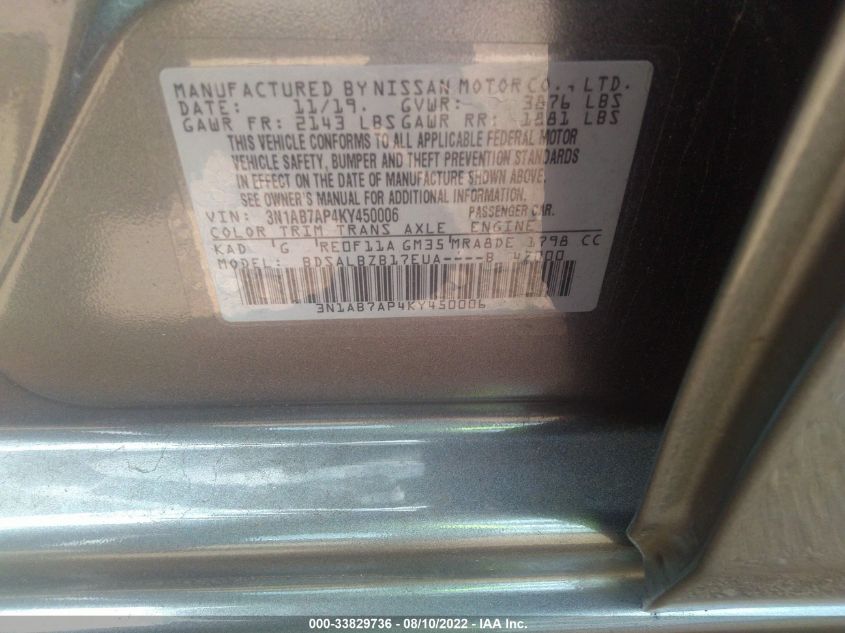 MANUFACTURED BY NISSAN MOTOR CO., LTD.
DATE: 11/19. GVWR: 3876 LBS
GAWR FR: 2143 LBS GAWR RR: 1881 LBS
THIS VEHICLE CONFORMS TO ALL APPLICABLE FEDERAL MOTOR
VEHICLE SAFETY, BUMPER AND THEFT PREVENTION STANDARDS
IN EFFECT ON THE DATE OF MANUFACTURE SHOWN ABOVE.
SEE OWNER'S MANUAL FOR ADDITIONAL INFORMATION.
VIN: 3N1AB7AP4KY450006 PASSENGER CAR.
COLOR TRIM TRANS AXLE ENGINE
KAD G RE0F11A GM35 MRA8DE 1798 CC
MODEL: BDSALBZB17EUA----B
3N1AB7AP4KY450006
000-33829736 - 08/10/2022 - IAA Inc.